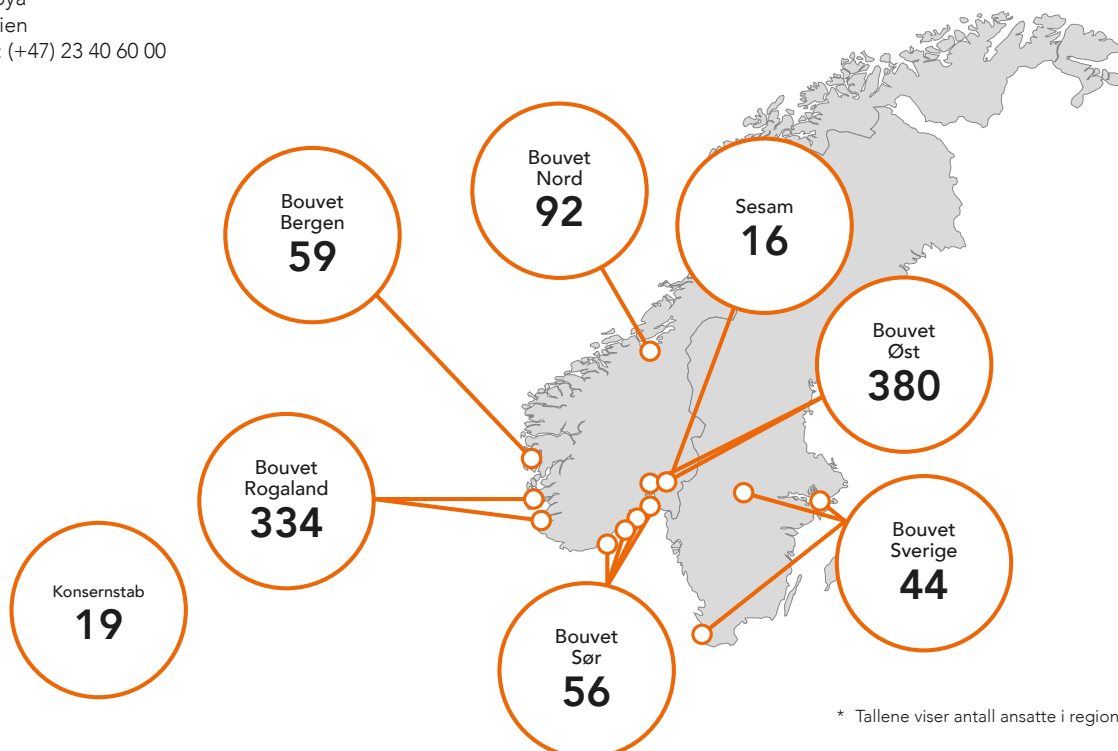 : (+47) 23 40 60 00
Bouvet
Nord
92
Bouvet
Bergen
59
Sesam
16
Bouvet
Øst
380
Bouvet
Rogaland
334
Bouvet
Sverige
44
Konsernstab
19
Bouvet
Sør
56
* Tallene viser antall ansatte i region